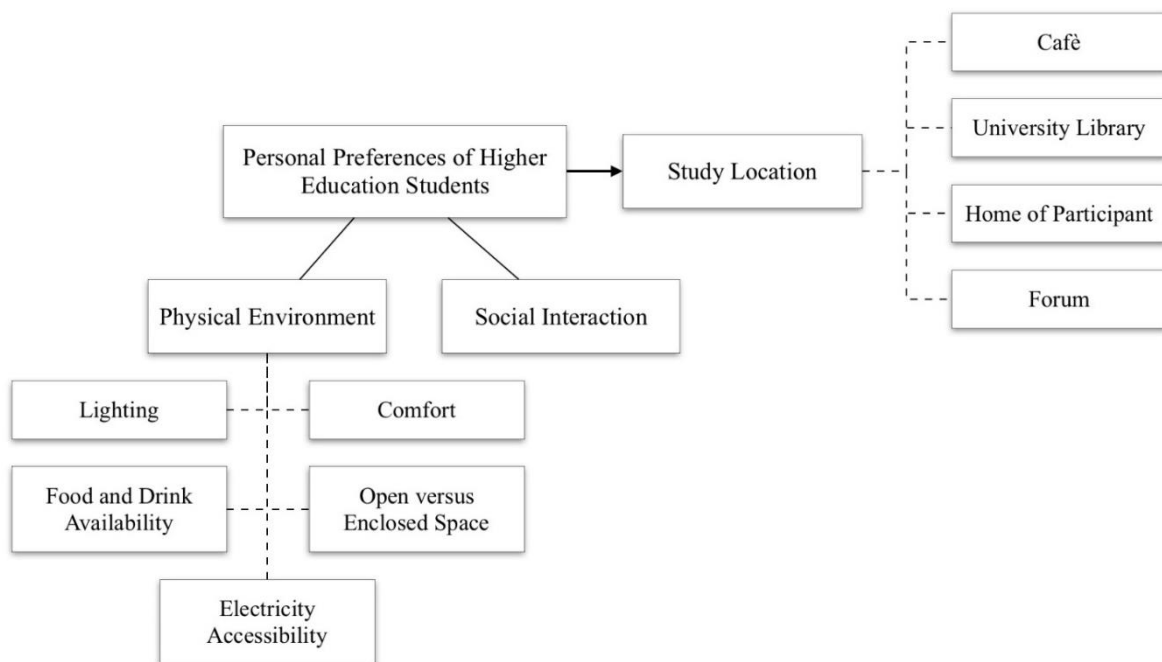 Cafè
University Library
Personal Preferences of Higher
Education Students
Study Location
Home of Participant
Forum
Physical Environment
Social Interaction
Lighting
Comfort
Food and Drink
Availability
Open versus
Enclosed Space
Electricity
Accessibility